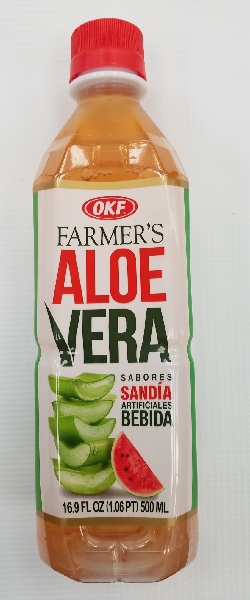 OKF
FARMER'S
ALOE
VERA
SABORES
SANDÍA
ARTIFICIALES
BEBIDA
16.9 FL OZ (1.06 PT) 500 ML